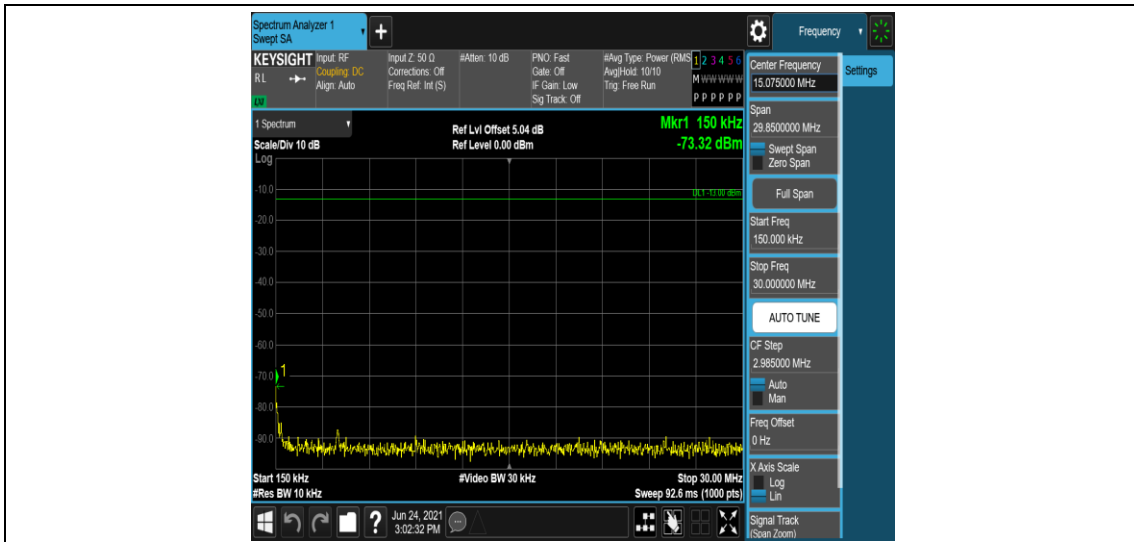 Spectrum Analyzer 1
Swept SA
+
Frequency
KEYSIGHT
RL
LXI
Input: RF
Coupling: DC
Align: Auto
Input Z: 50 Ω
Corrections: Off
Freq Ref: Int (S)
#Atten: 10 dB
PNO: Fast
Gate: Off
IF Gain: Low
Sig Track: Off
#Avg Type: Power (RMS
Avg|Hold: 10/10
Trig: Free Run
1 2 3 4 5 6
M W W W W W
P P P P P P
Center Frequency
15.075000 MHz
Settings
1 Spectrum
Scale/Div 10 dB
Log
Ref Lvl Offset 5.04 dB
Ref Level 0.00 dBm
Mkr1 150 kHz
-73.32 dBm
Span
29.8500000 MHz
Swept Span
Zero Span
Full Span
Start Freq
150.000 kHz
Stop Freq
30.000000 MHz
AUTO TUNE
CF Step
2.985000 MHz
Auto
Man
Freq Offset
0 Hz
X Axis Scale
Log
Lin
Signal Track
(Span Zoom)
DL1 -13.00 dBm
-10.0
-20.0
-30.0
-40.0
-50.0
-60.0
-70.0
1
-80.0
-90.0
Start 150 kHz
#Video BW 30 kHz
Stop 30.00 MHz
#Res BW 10 kHz
Sweep 92.6 ms (1000 pts)
?
Jun 24, 2021
3:02:32 PM